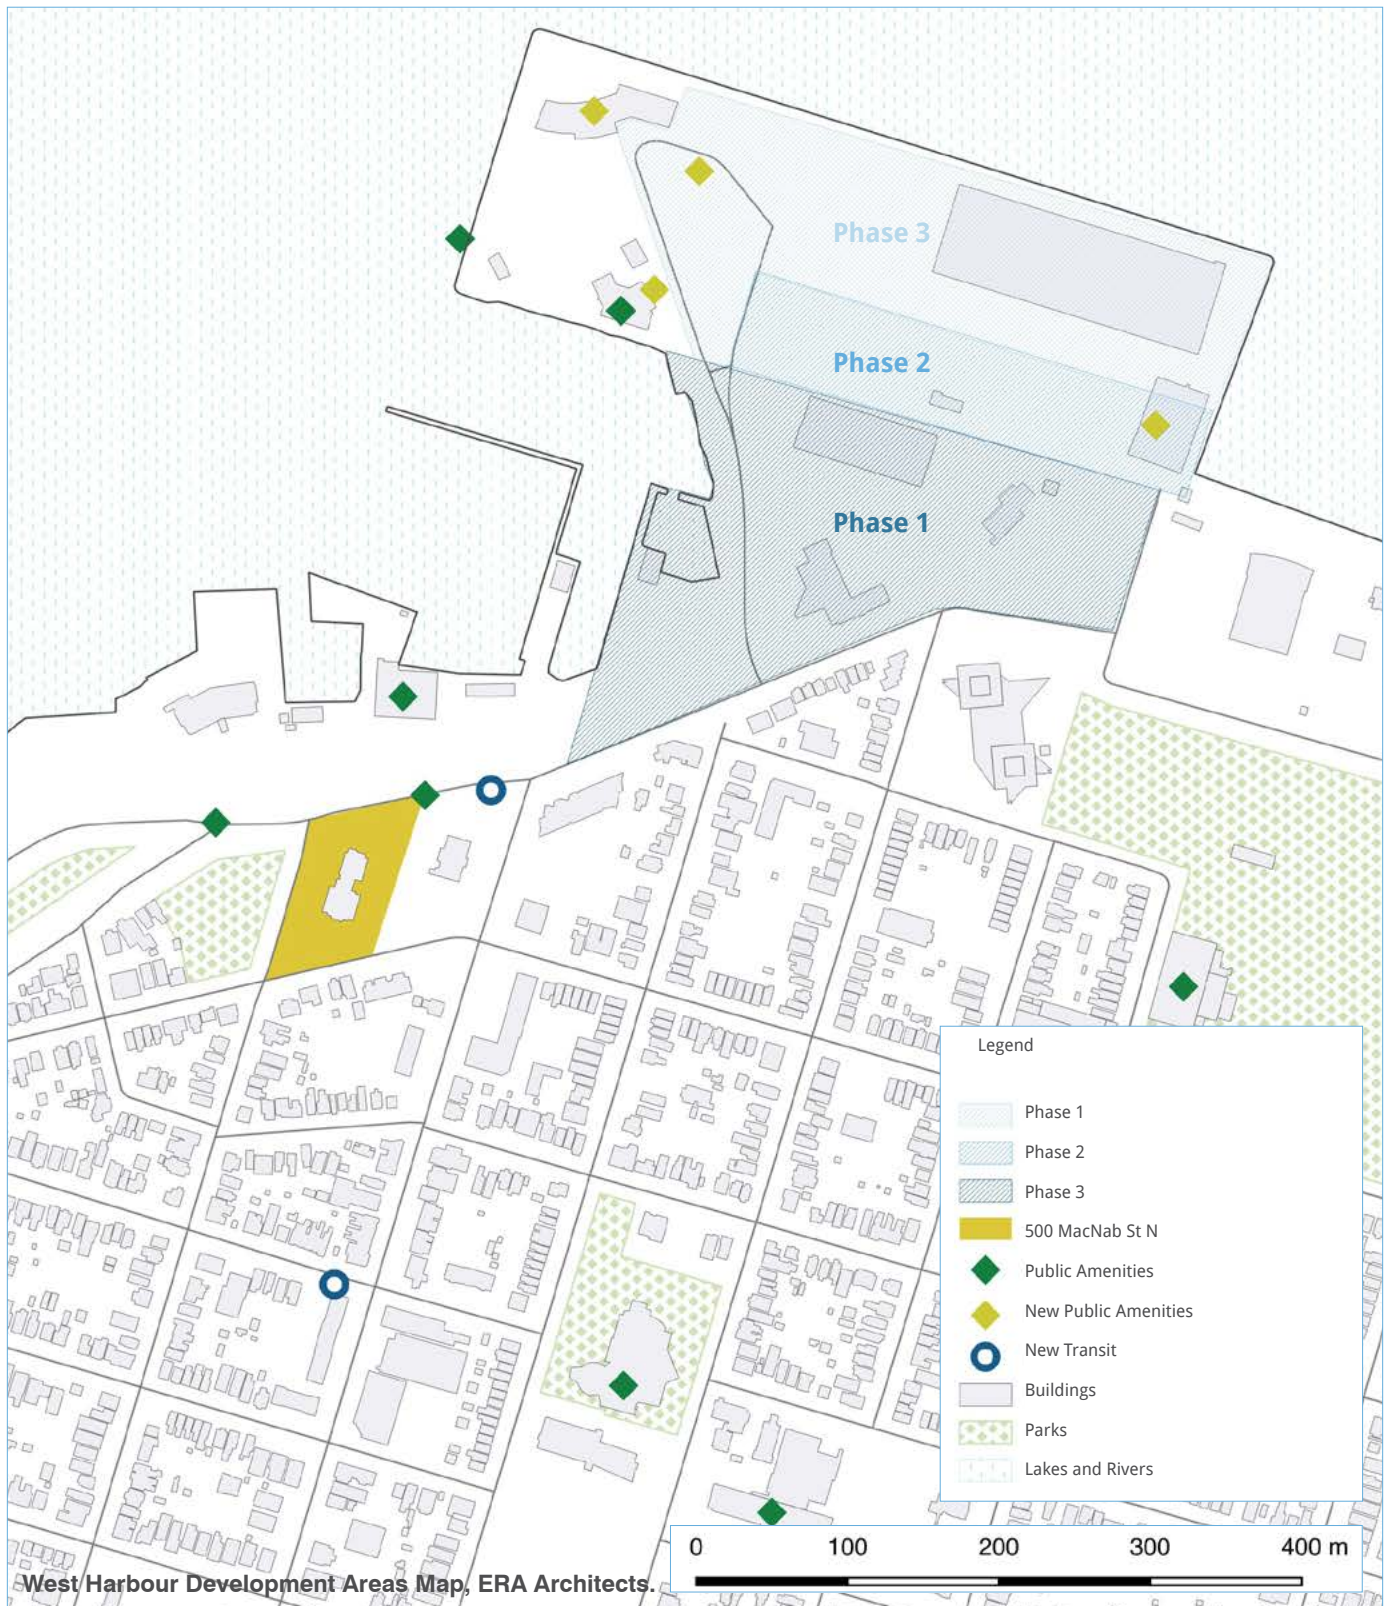 Phase 3
Phase 2
Phase 1
Legend
Phase 1
Phase 2
Phase 3
500 MacNab St N
Public Amenities
New Public Amenities
New Transit
Buildings
Parks
Lakes and Rivers
0 100 200 300 400 m
West Harbour Development Areas Map, ERA Architects.